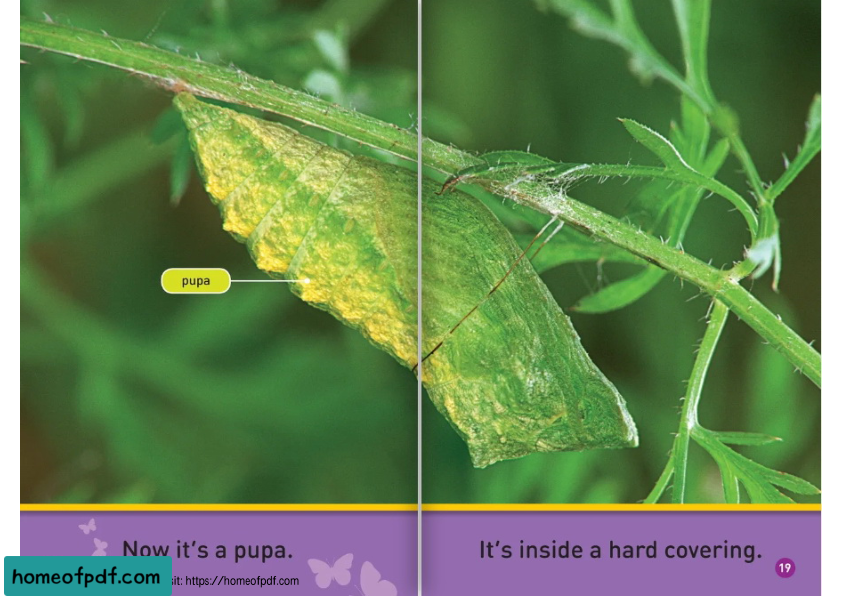 pupa
Now it's a pupa.
It's inside a hard covering.
19
homeofpdf.com
sit: https://homeofpdf.com